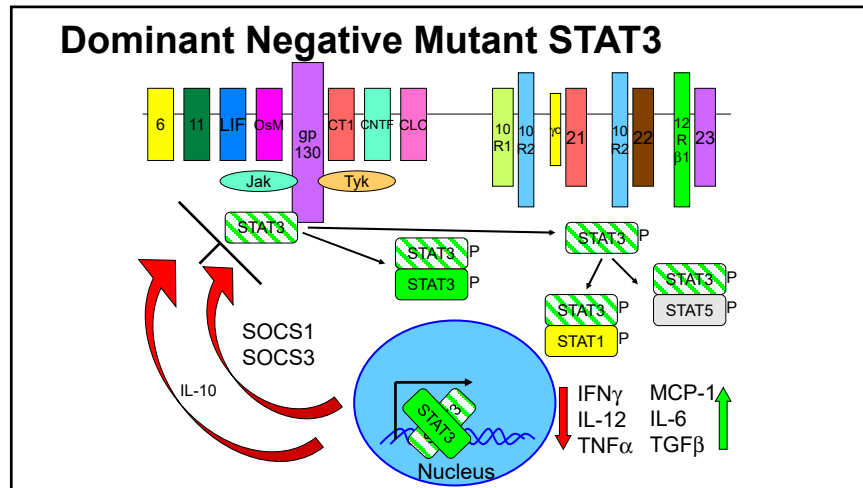 Dominant Negative Mutant STAT3
6
11
LIF
OsM
gp
130
CT1
CNTF
CLC
10
R1
10
R2
γc
21
10
R2
22
12
R
β1
23
Jak
Tyk
STAT3
STAT3 P
STAT3 P
STAT3 P
STAT3 P
STAT1 P
STAT3 P
STAT5 P
SOCS1
SOCS3
IL-10
STAT3
3
Nucleus
IFNγ
IL-12
TNFα
MCP-1
IL-6
TGFβ